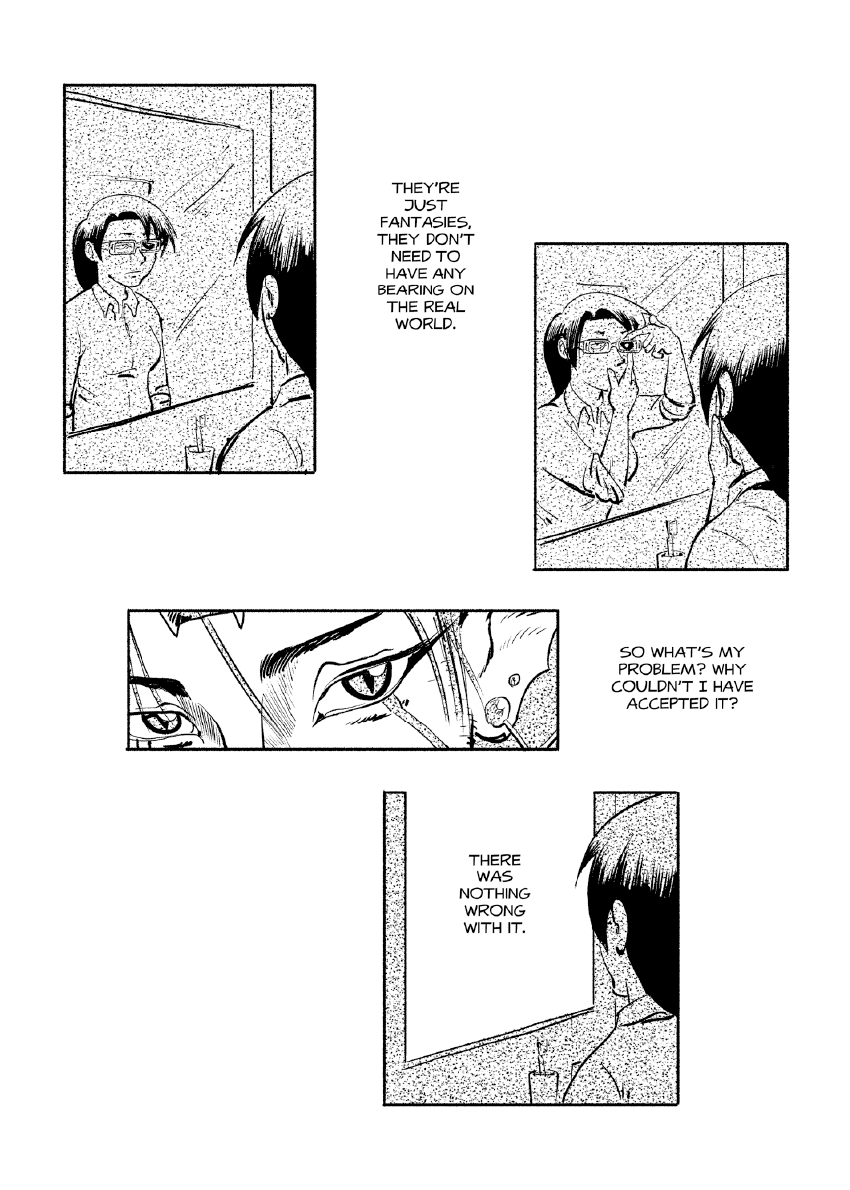 THEY'RE
JUST
FANTASIES,
THEY DON'T
NEED TO
HAVE ANY
BEARING ON
THE REAL
WORLD.
SO WHAT'S MY
PROBLEM? WHY
COULDN'T I HAVE
ACCEPTED IT?
THERE
WAS
NOTHING
WRONG
WITH IT.